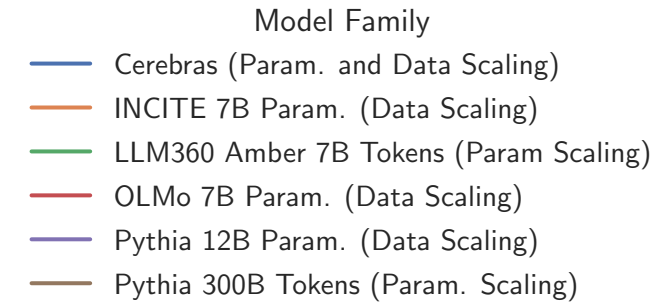 Model Family
Cerebras (Param. and Data Scaling)
INCITE 7B Param. (Data Scaling)
LLM360 Amber 7B Tokens (Param Scaling)
OLMo 7B Param. (Data Scaling)
Pythia 12B Param. (Data Scaling)
Pythia 300B Tokens (Param. Scaling)